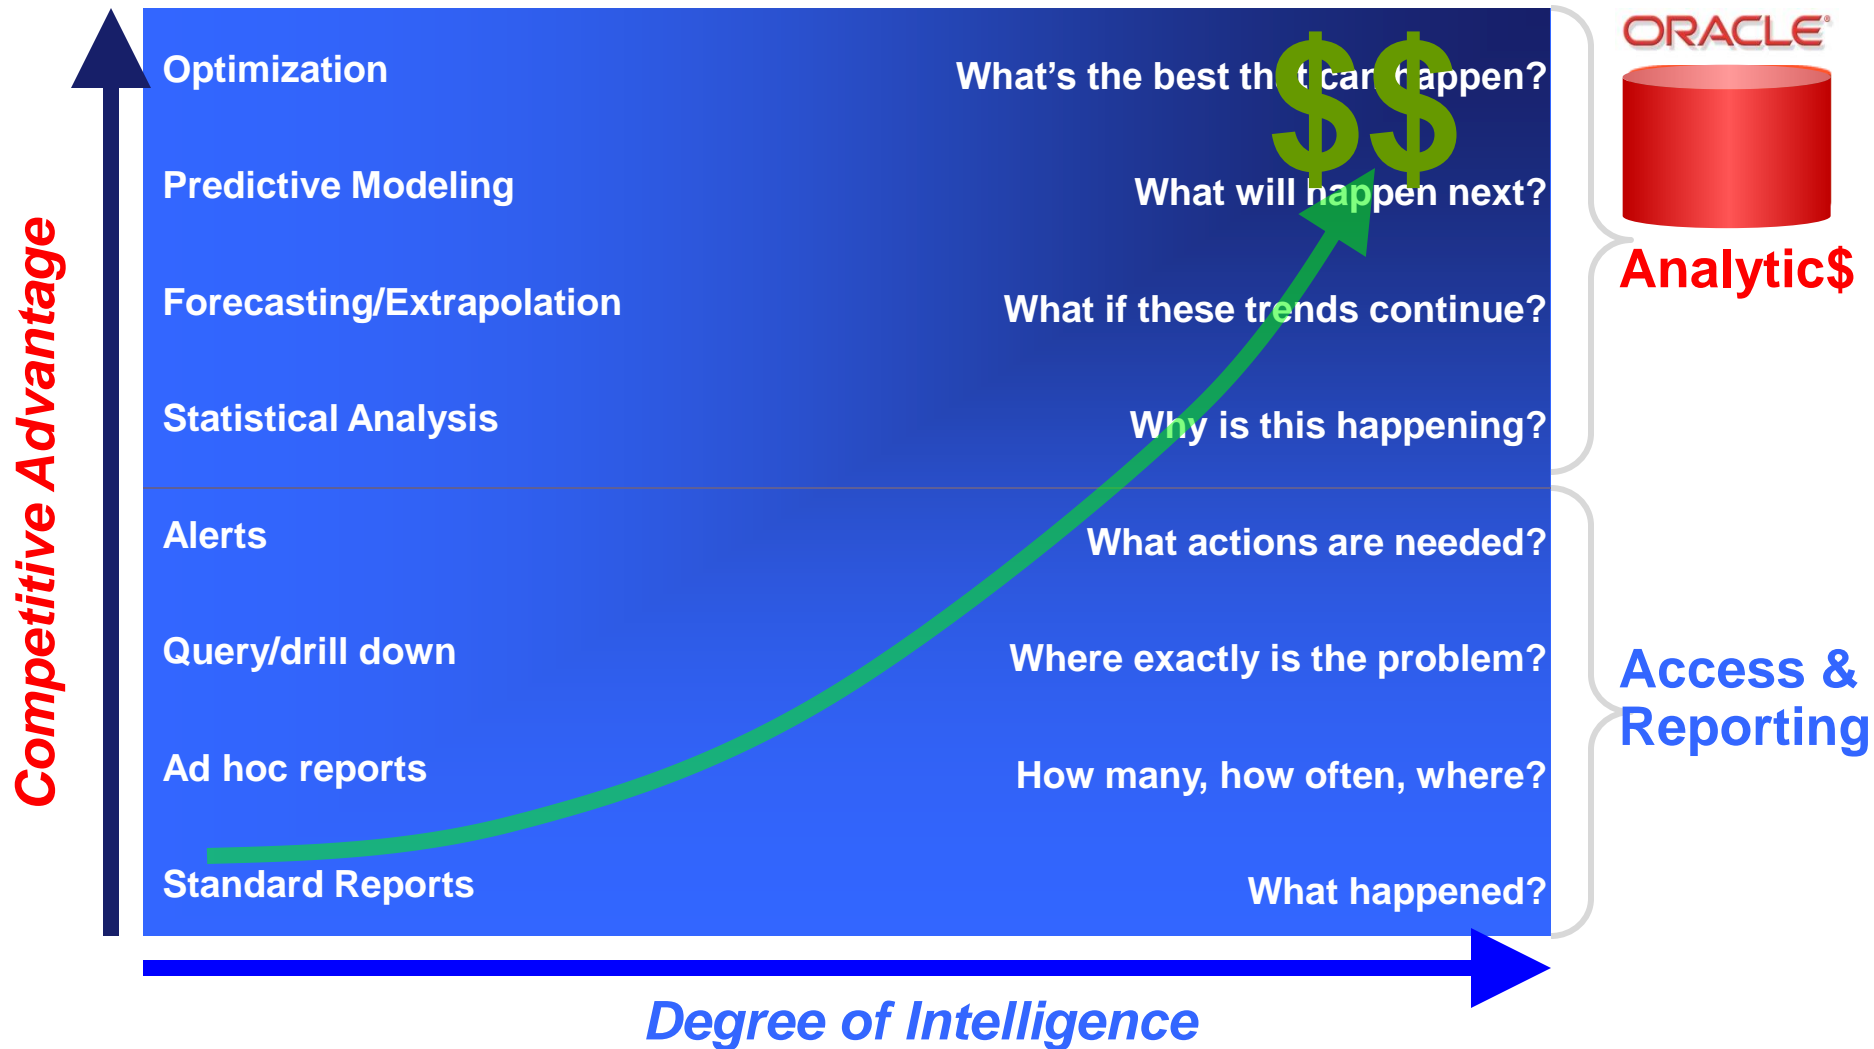 ORACLE®
Optimization
What's the best that can happen?
$$
Predictive Modeling
What will happen next?
Analytic$
Forecasting/Extrapolation
What if these trends continue?
Statistical Analysis
Why is this happening?
Competitive Advantage
Alerts
What actions are needed?
Query/drill down
Where exactly is the problem?
Access &
Reporting
Ad hoc reports
How many, how often, where?
Standard Reports
What happened?
Degree of Intelligence